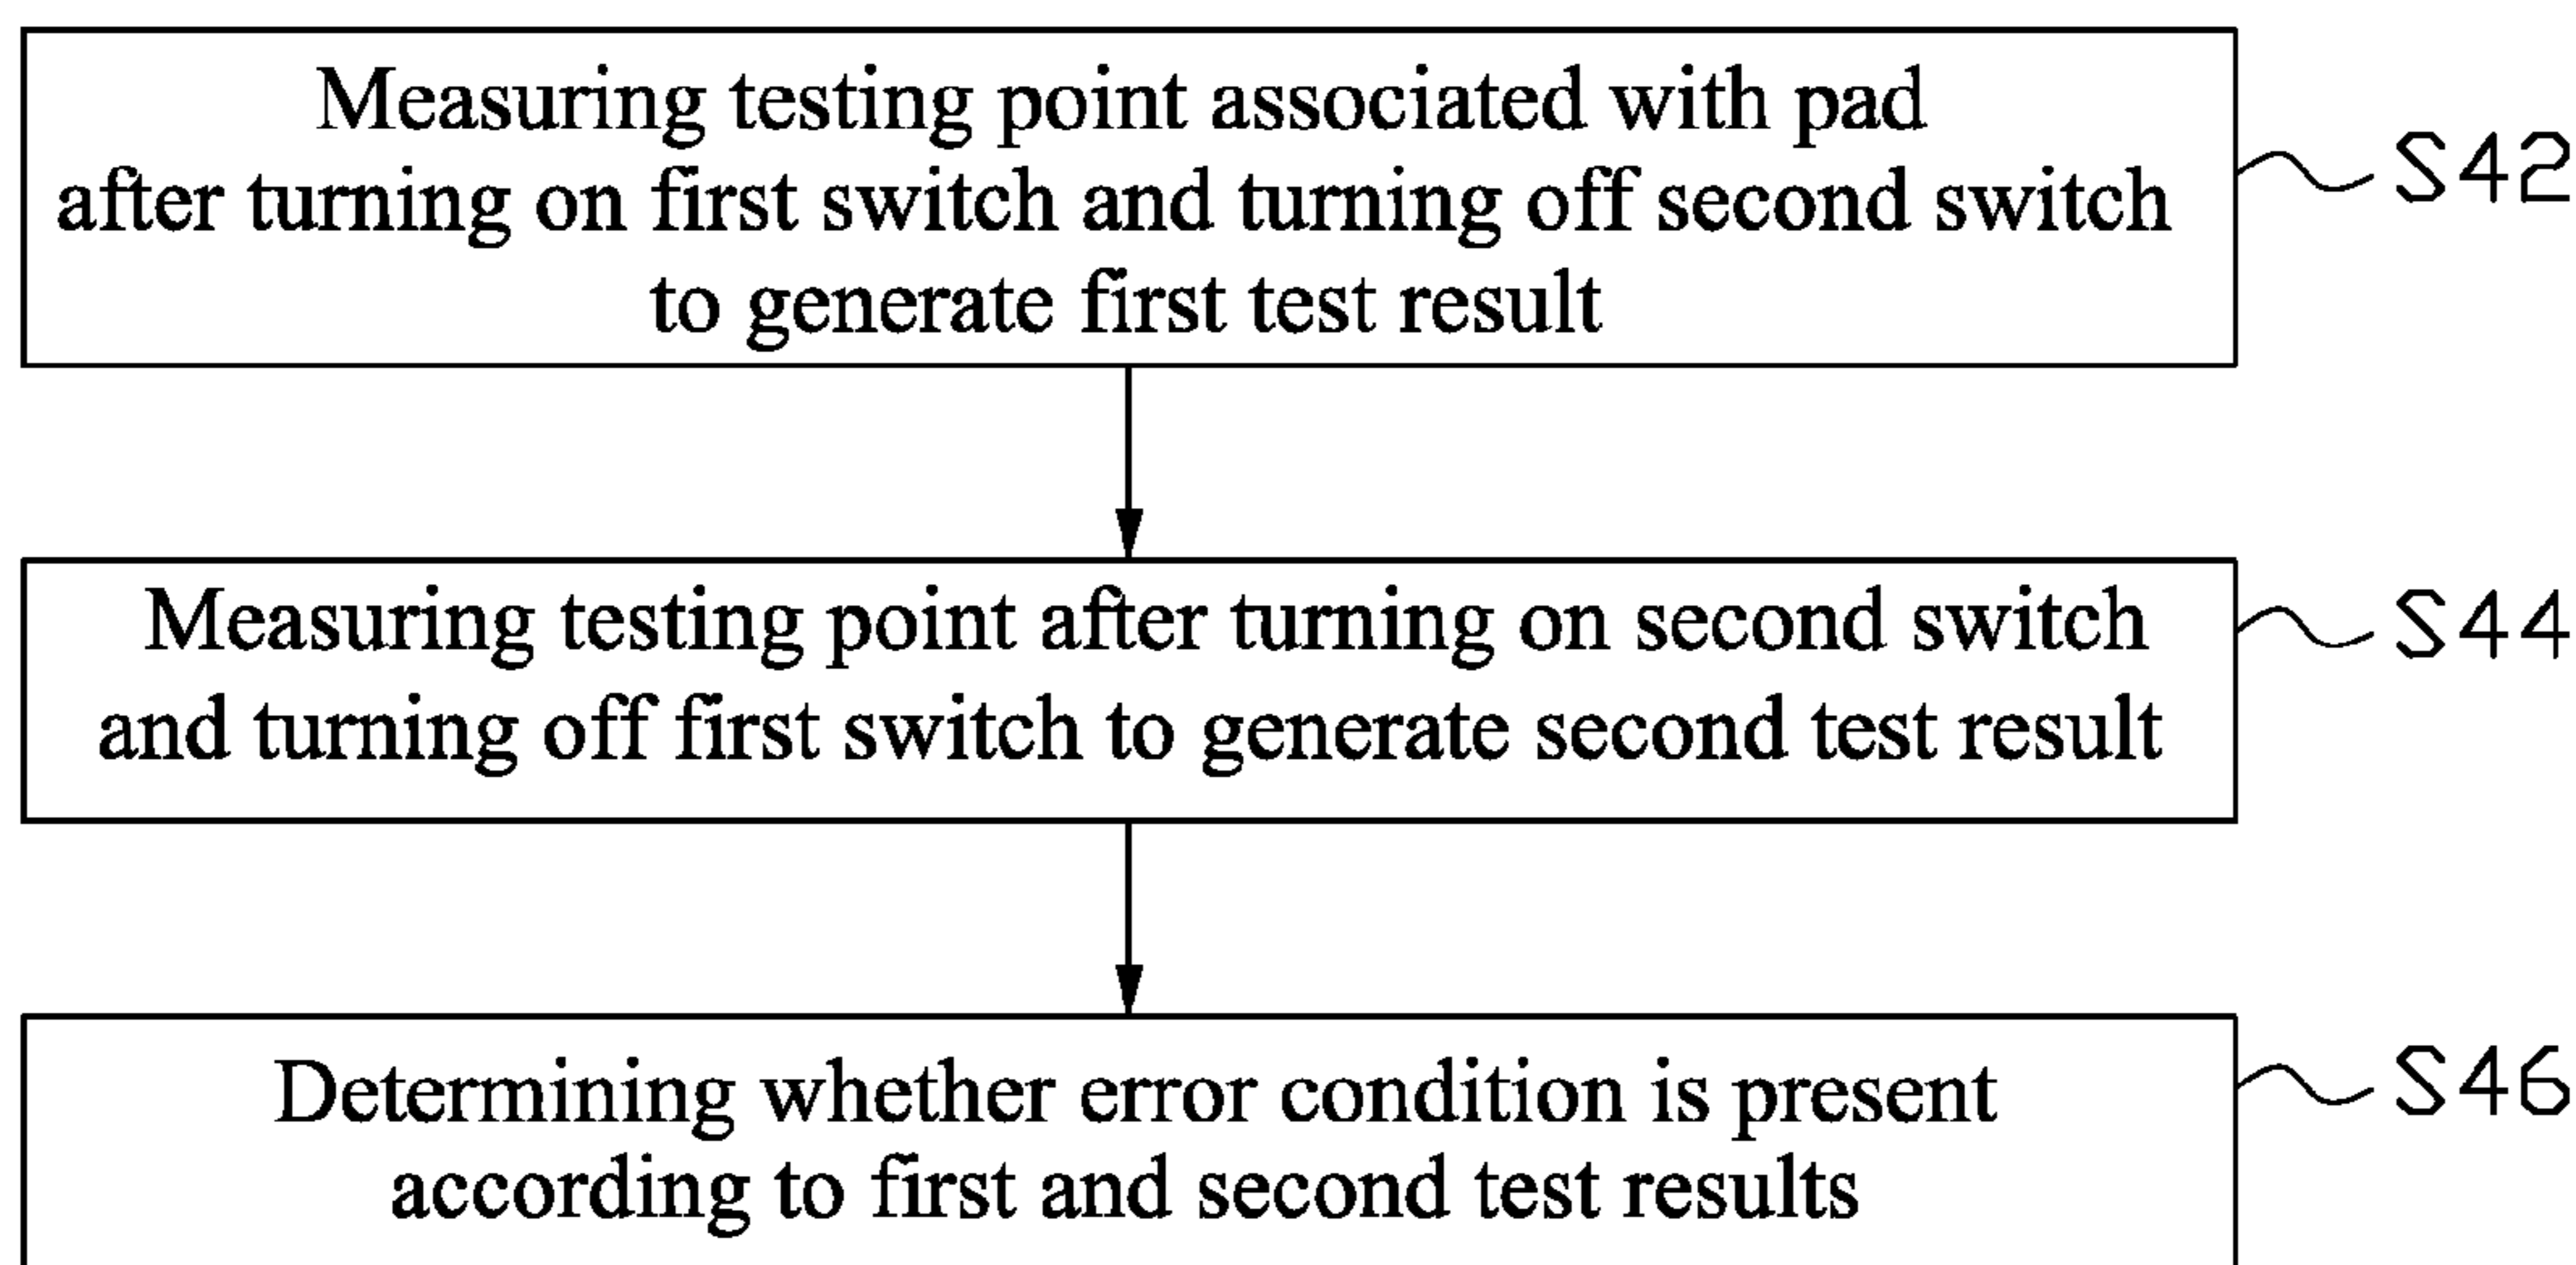 Measuring testing point associated with pad
after turning on first switch and turning off second switch
to generate first test result
S42
Measuring testing point after turning on second switch
and turning off first switch to generate second test result
S44
Determining whether error condition is present
according to first and second test results
S46